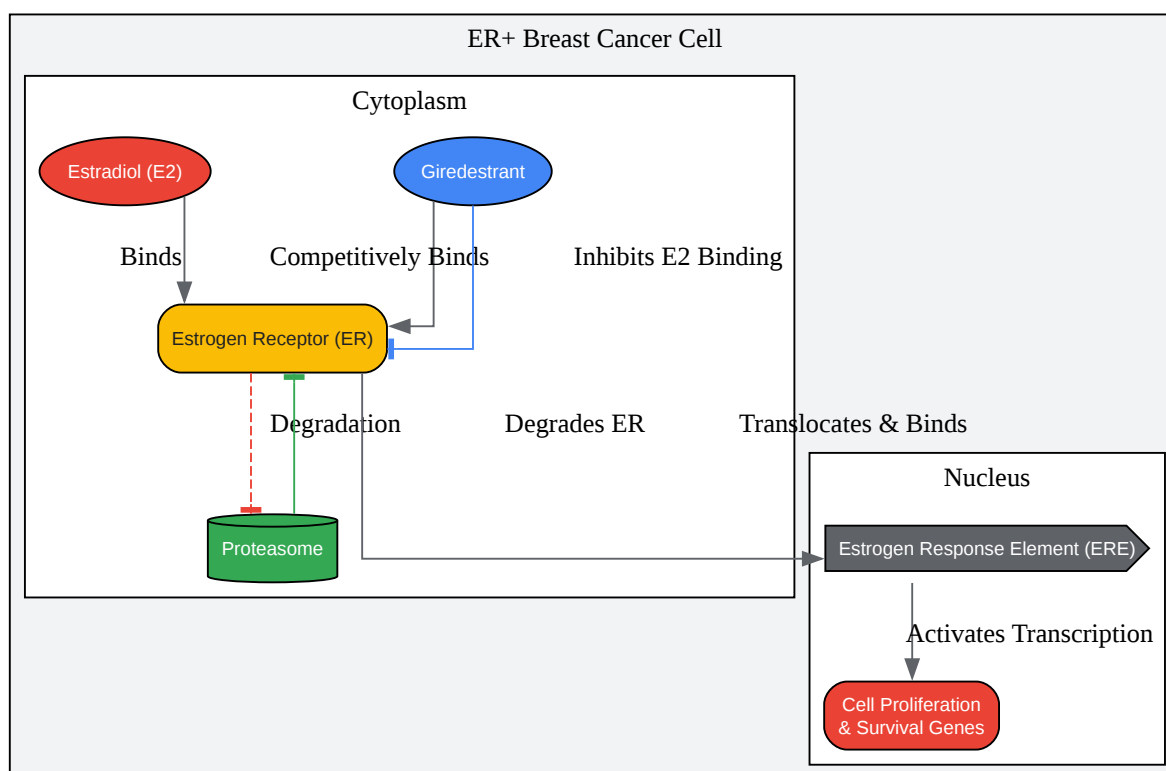 ER+ Breast Cancer Cell
Cytoplasm
Estradiol (E2)
Giredestrant
Binds
Competitively Binds
Inhibits E2 Binding
Estrogen Receptor (ER)
Degradation
Degrades ER
Translocates & Binds
Nucleus
Proteasome
Estrogen Response Element (ERE)
Activates Transcription
Cell Proliferation
& Survival Genes